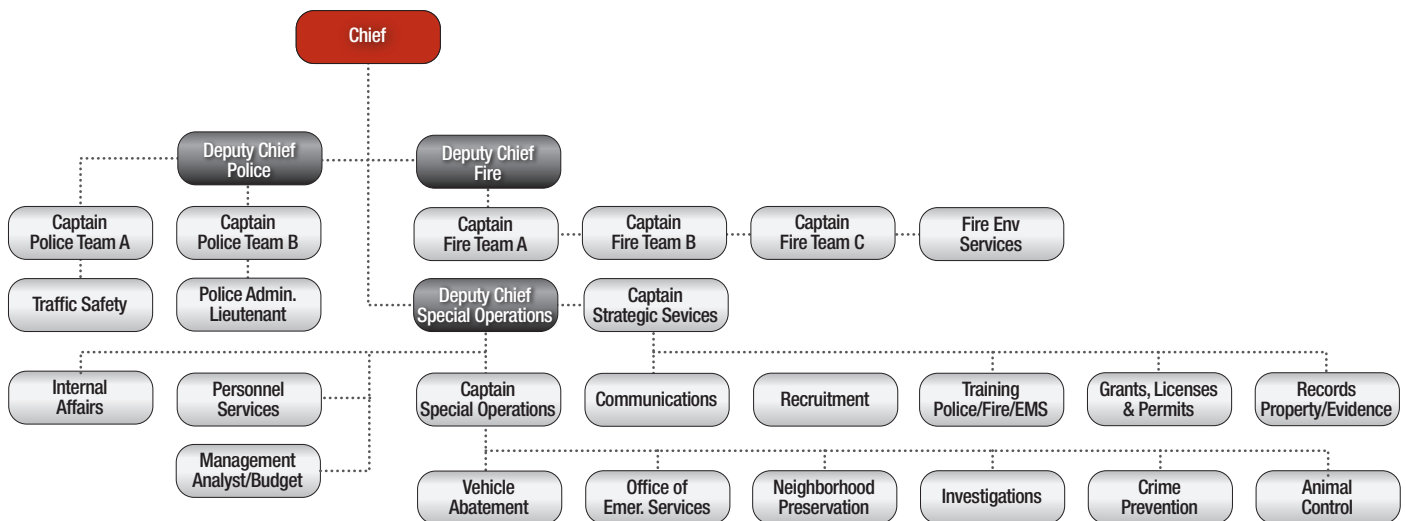 Chief
Deputy Chief
Police
Deputy Chief
Fire
Captain
Police Team A
Captain
Police Team B
Captain
Fire Team A
Captain
Fire Team B
Captain
Fire Team C
Fire Env
Services
Traffic Safety
Police Admin.
Lieutenant
Deputy Chief
Special Operations
Captain
Strategic Sevices
Internal
Affairs
Personnel
Services
Captain
Special Operations
Communications
Recruitment
Training
Police/Fire/EMS
Grants, Licenses
& Permits
Records
Property/Evidence
Management
Analyst/Budget
Vehicle
Abatement
Office of
Emer. Services
Neighborhood
Preservation
Investigations
Crime
Prevention
Animal
Control